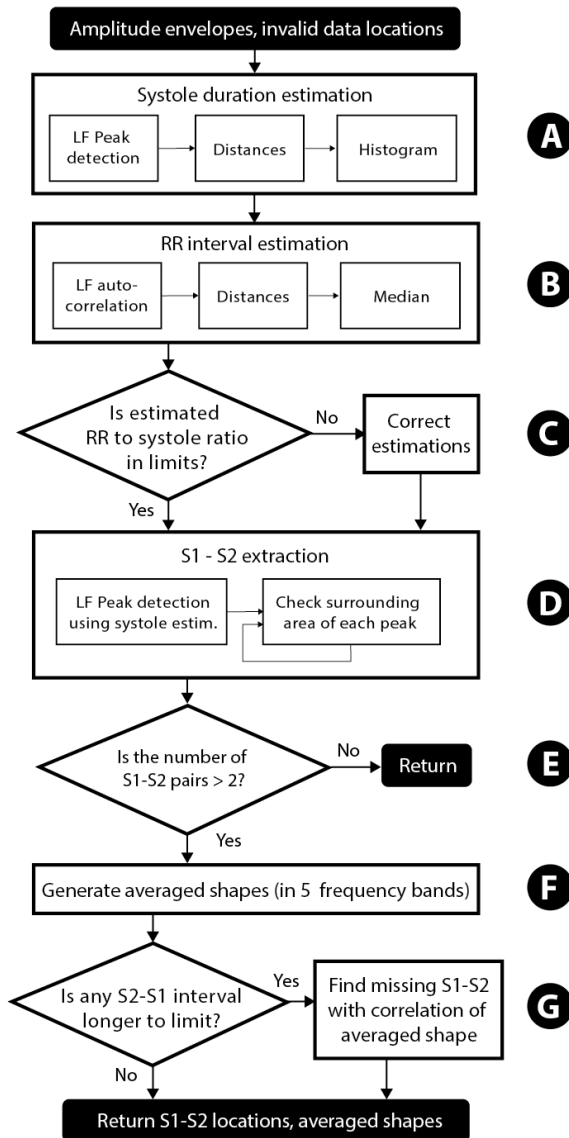 Amplitude envelopes, invalid data locations
Systole duration estimation
LF Peak
detection
Distances
Histogram
A
RR interval estimation
LF auto-
correlation
Distances
Median
B
Is estimated
RR to systole ratio
in limits?
No
Correct
estimations
C
Yes
S1 - S2 extraction
LF Peak detection
using systole estim.
Check surrounding
area of each peak
D
Is the number of
S1-S2 pairs > 2?
No
Return
E
Yes
Generate averaged shapes (in 5 frequency bands)
F
Is any S2-S1 interval
longer to limit?
Yes
Find missing S1-S2
with correlation of
averaged shape
G
No
Return S1-S2 locations, averaged shapes